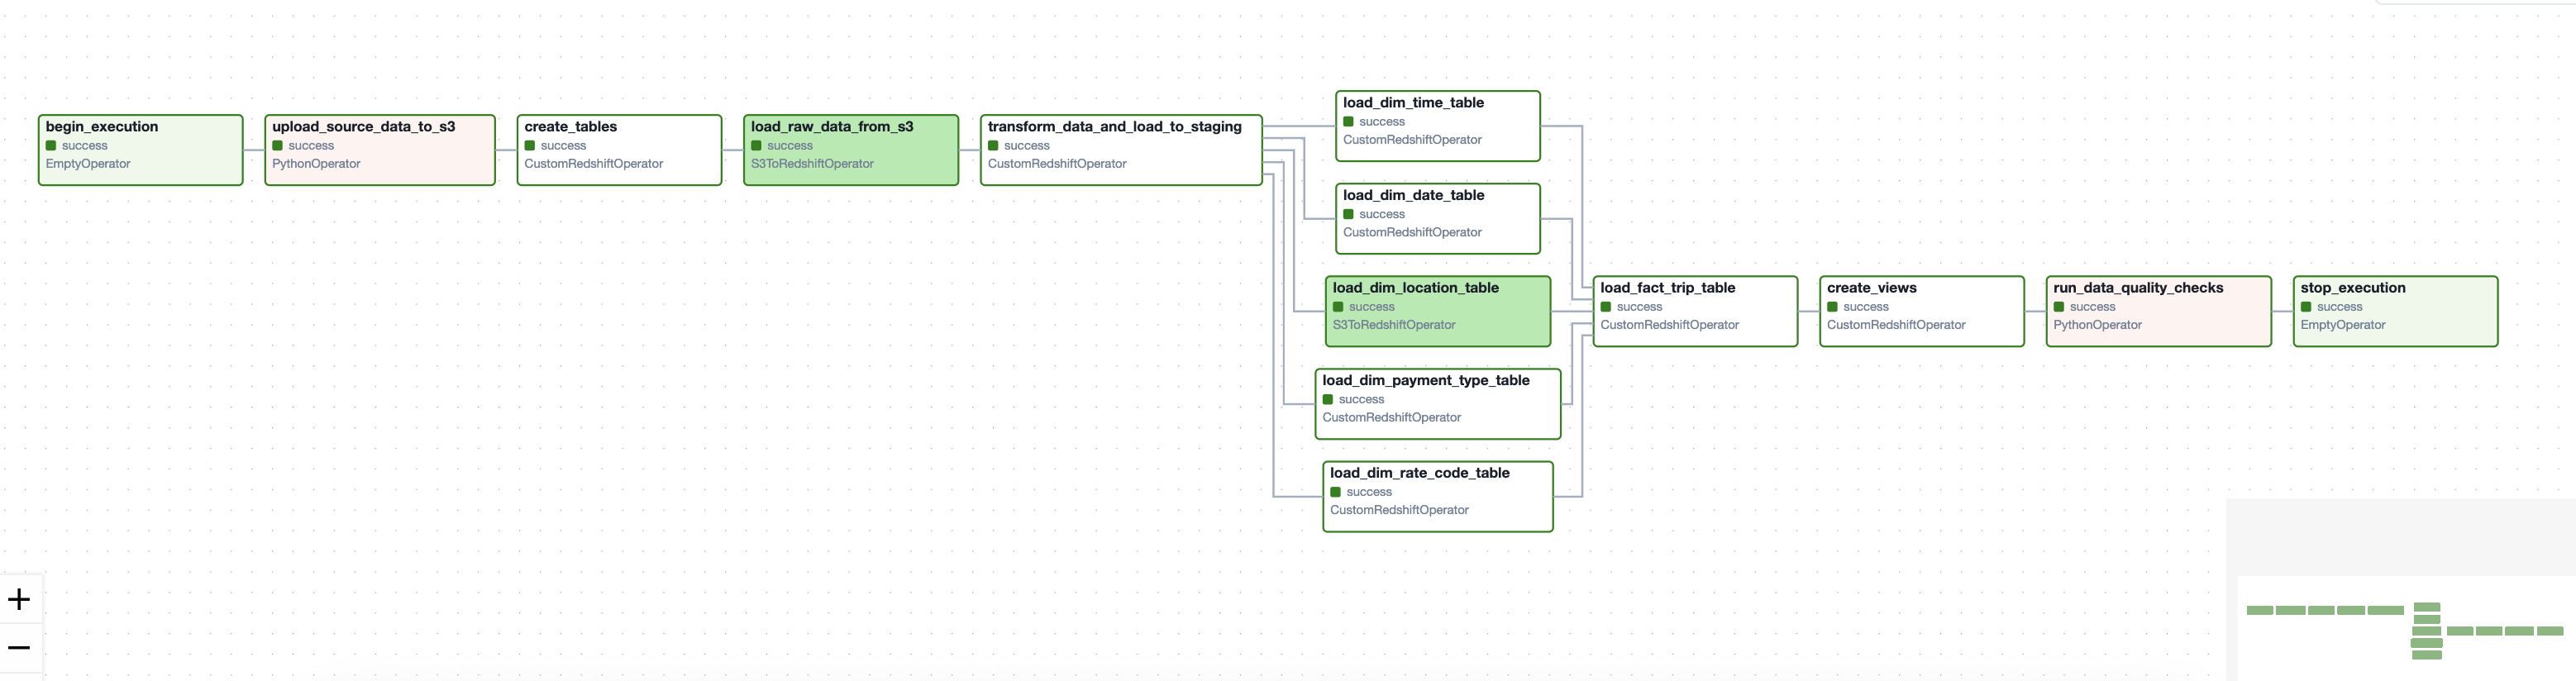 begin_execution
success
EmptyOperator
upload_source_data_to_s3
success
PythonOperator
create_tables
success
CustomRedshiftOperator
load_raw_data_from_s3
success
S3ToRedshiftOperator
transform_data_and_load_to_staging
success
CustomRedshiftOperator
load_dim_time_table
success
CustomRedshiftOperator
load_dim_date_table
success
CustomRedshiftOperator
load_dim_location_table
success
S3ToRedshiftOperator
load_dim_payment_type_table
success
CustomRedshiftOperator
load_dim_rate_code_table
success
CustomRedshiftOperator
load_fact_trip_table
success
CustomRedshiftOperator
create_views
success
CustomRedshiftOperator
run_data_quality_checks
success
PythonOperator
stop_execution
success
EmptyOperator
+
−